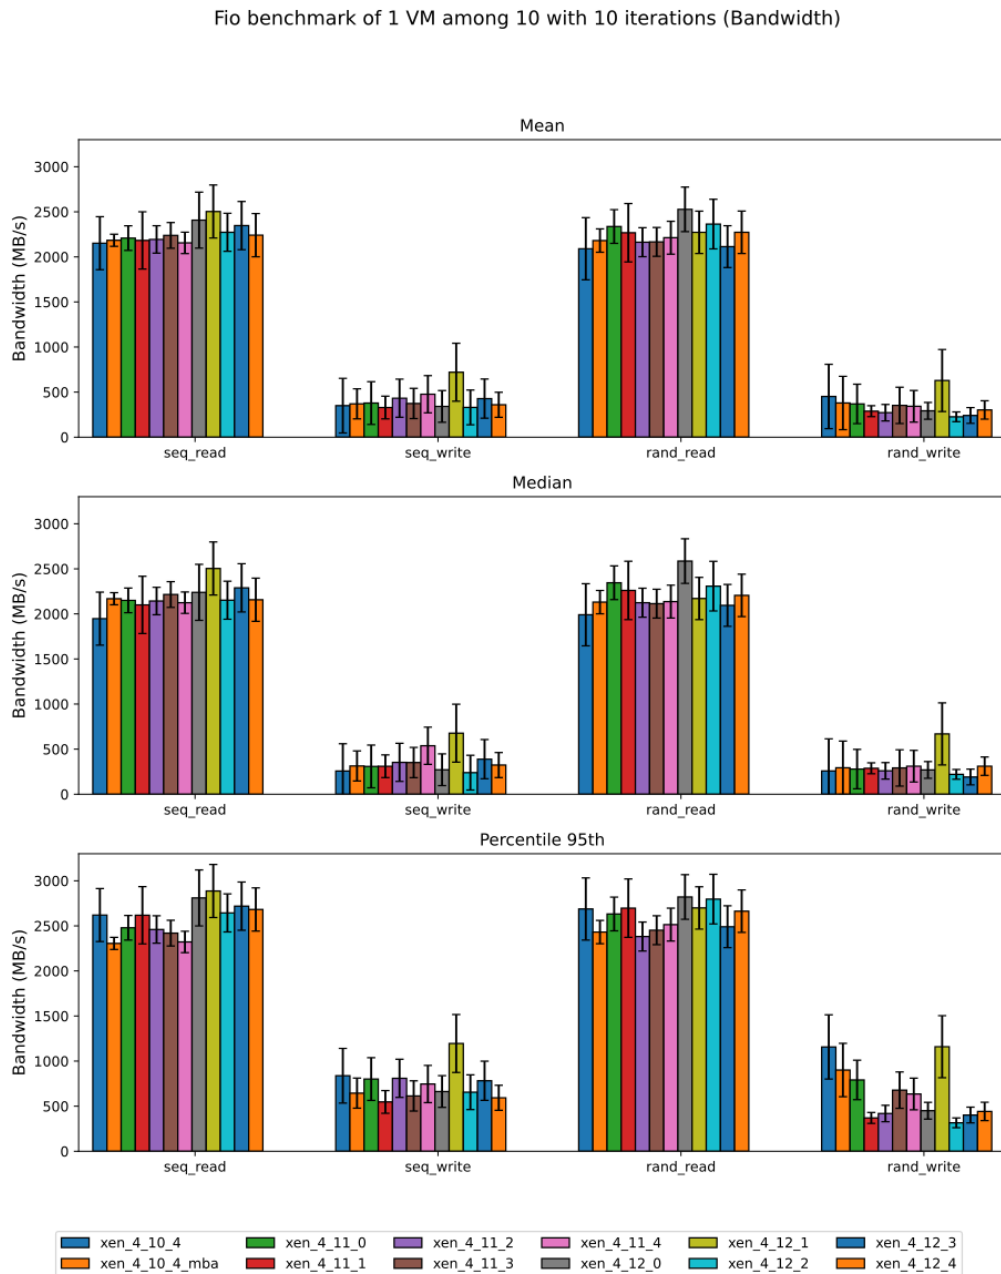 Fio benchmark of 1 VM among 10 with 10 iterations (Bandwidth)
Mean
Bandwidth (MB/s)
3000
2500
2000
1500
1000
500
0
seq_read seq_write rand_read rand_write
Median
Bandwidth (MB/s)
3000
2500
2000
1500
1000
500
0
seq_read seq_write rand_read rand_write
Percentile 95th
Bandwidth (MB/s)
3000
2500
2000
1500
1000
500
0
seq_read seq_write rand_read rand_write
xen_4_10_4 xen_4_11_0 xen_4_11_2 xen_4_11_4 xen_4_12_1 xen_4_12_3
xen_4_10_4_mba xen_4_11_1 xen_4_11_3 xen_4_12_0 xen_4_12_2 xen_4_12_4